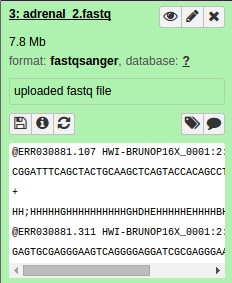 3: adrenal_2.fastq
7.8 Mb
format: fastqsanger, database: ?
uploaded fastq file
@ERR030881.107 HWI-BRUNOP16X_0001:2:
CGGATTTCAGCTACTGCAAGCTCAGTACCACAGCCT
+
HH;HHHHHGHHHHHHHHHHGHDHEHHHHHEHHHHBH
@ERR030881.311 HWI-BRUNOP16X_0001:2:
GAGTGCGAGGGAAGTCAGGGGAGGATCGCGAGGGAA